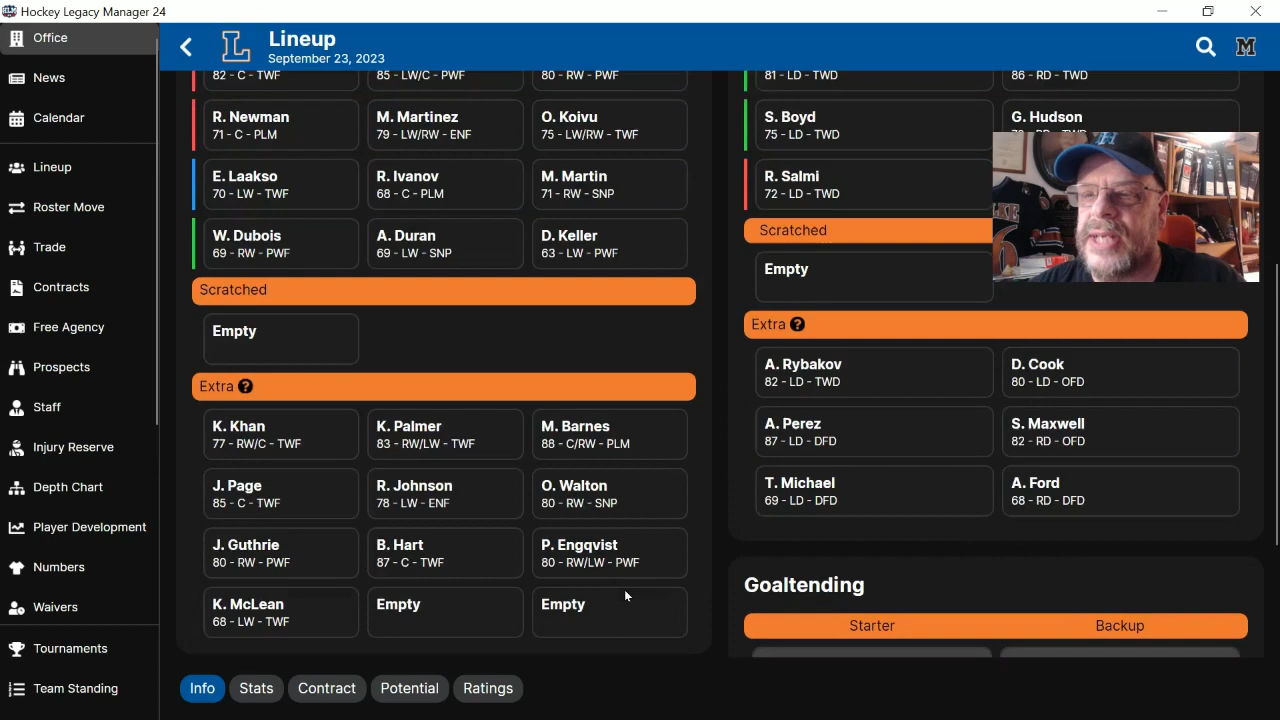 Hockey Legacy Manager 24
Office
News
Calendar
Lineup
Roster Move
Trade
Contracts
Free Agency
Prospects
Staff
Injury Reserve
Depth Chart
Player Development
Numbers
Waivers
Tournaments
Team Standing
Lineup
September 23, 2023
82 - C - TWF
85 - LW/C - PWF
80 - RW - PWF
R. Newman
71 - C - PLM
M. Martinez
79 - LW/RW - ENF
O. Koivu
75 - LW/RW - TWF
E. Laakso
70 - LW - TWF
R. Ivanov
68 - C - PLM
M. Martin
71 - RW - SNP
W. Dubois
69 - RW - PWF
A. Duran
69 - LW - SNP
D. Keller
63 - LW - PWF
Scratched
Empty
Extra ?
K. Khan
77 - RW/C - TWF
K. Palmer
83 - RW/LW - TWF
M. Barnes
88 - C/RW - PLM
J. Page
85 - C - TWF
R. Johnson
78 - LW - ENF
O. Walton
80 - RW - SNP
J. Guthrie
80 - RW - PWF
B. Hart
87 - C - TWF
P. Engqvist
80 - RW/LW - PWF
K. McLean
68 - LW - TWF
Empty
Empty
81 - LD - TWD
86 - RD - TWD
S. Boyd
75 - LD - TWD
G. Hudson
R. Salmi
72 - LD - TWD
Scratched
Empty
Extra ?
A. Rybakov
82 - LD - TWD
D. Cook
80 - LD - OFD
A. Perez
87 - LD - DFD
S. Maxwell
82 - RD - OFD
T. Michael
69 - LD - DFD
A. Ford
68 - RD - DFD
Goaltending
Starter
Backup
Info
Stats
Contract
Potential
Ratings